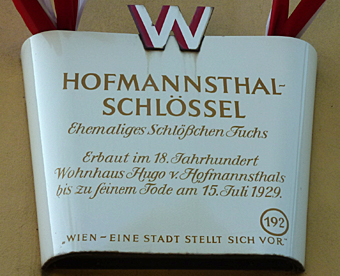 W
HOFMANNSTHAL-
SCHLÖSSEL
Ehemaliges Schlößchen Fuchs
Erbaut im 18. Jahrhundert
Wohnhaus Hugo v. Hofmannsthals
bis zu seinem Tode am 15. Juli 1929.
192
„WIEN – EINE STADT STELLT SICH VOR"